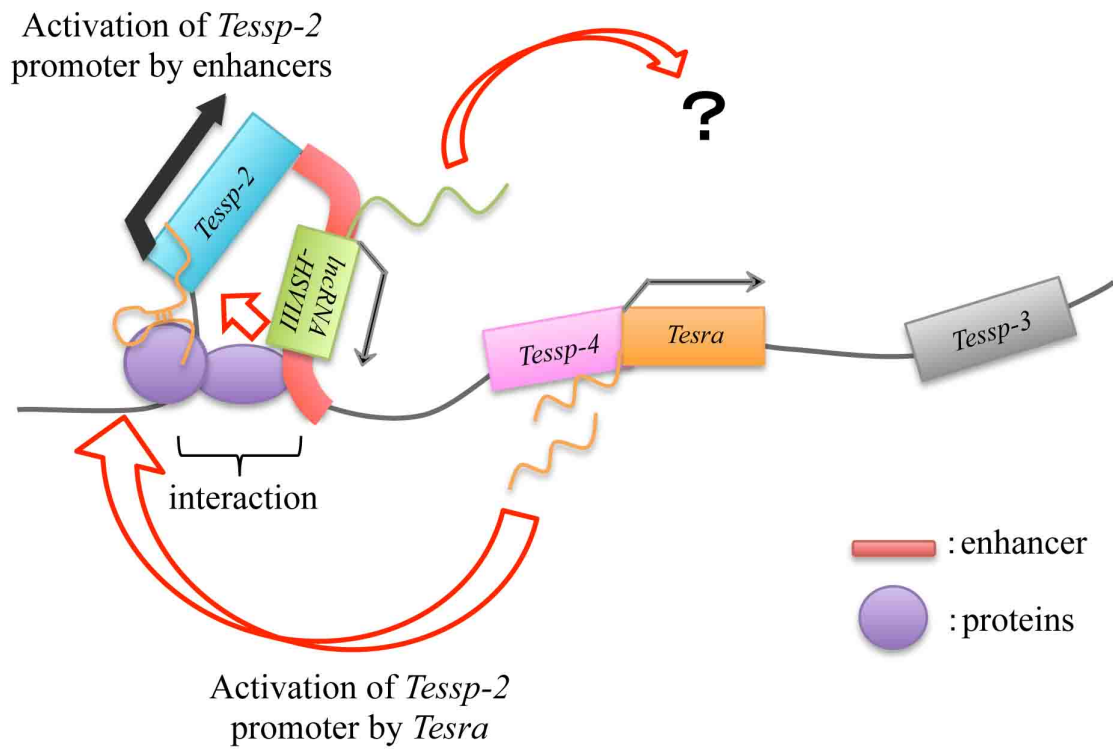 Activation of Tessp-2
promoter by enhancers
?
Tessp-2
lncRNA
-HSVIII
Tessp-4
Tesra
Tessp-3
interaction
:enhancer
:proteins
Activation of Tessp-2
promoter by Tesra